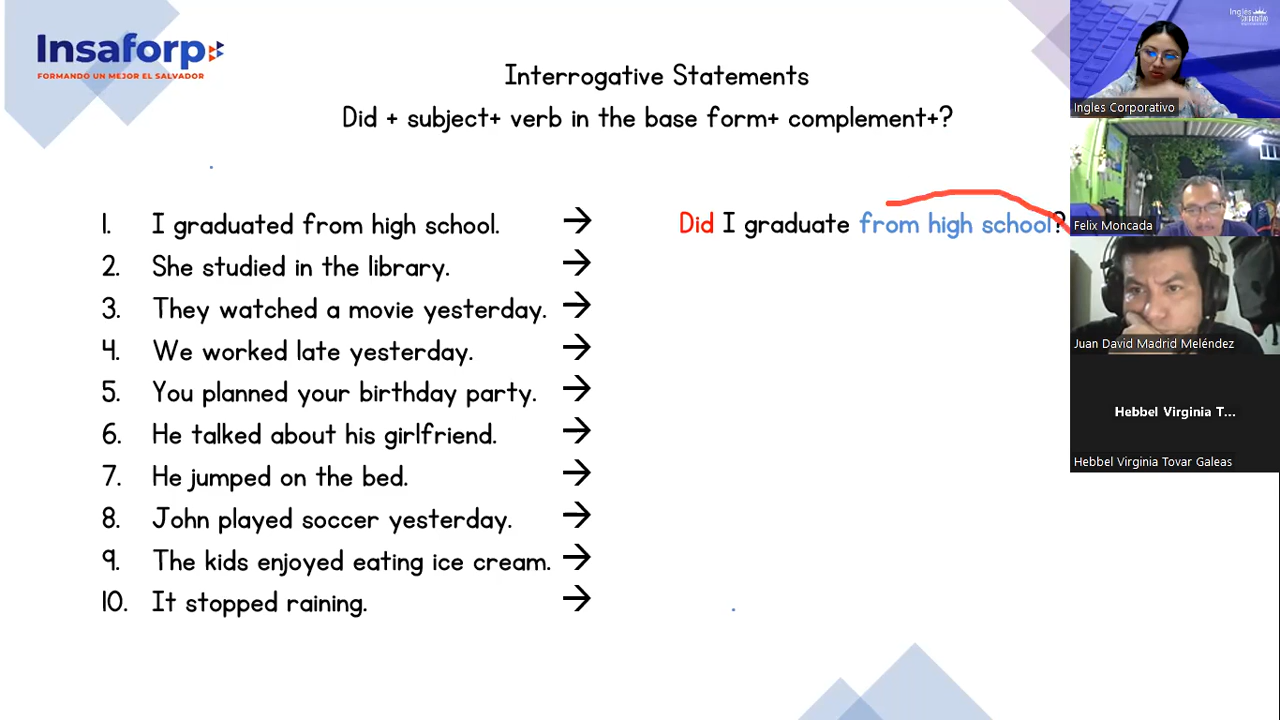 Insaforp
FORMANDO UN MEJOR EL SALVADOR
Interrogative Statements
Did + subject+ verb in the base form+ complement+?
1. I graduated from high school. → Did I graduate from high school?
2. She studied in the library. →
3. They watched a movie yesterday. →
4. We worked late yesterday. →
5. You planned your birthday party. →
6. He talked about his girlfriend. →
7. He jumped on the bed. →
8. John played soccer yesterday. →
9. The kids enjoyed eating ice cream. →
10. It stopped raining. →
Inglés
Corporativo
Ingles Corporativo
Felix Moncada
Juan David Madrid Meléndez
Hebbel Virginia T...
Hebbel Virginia Tovar Galeas